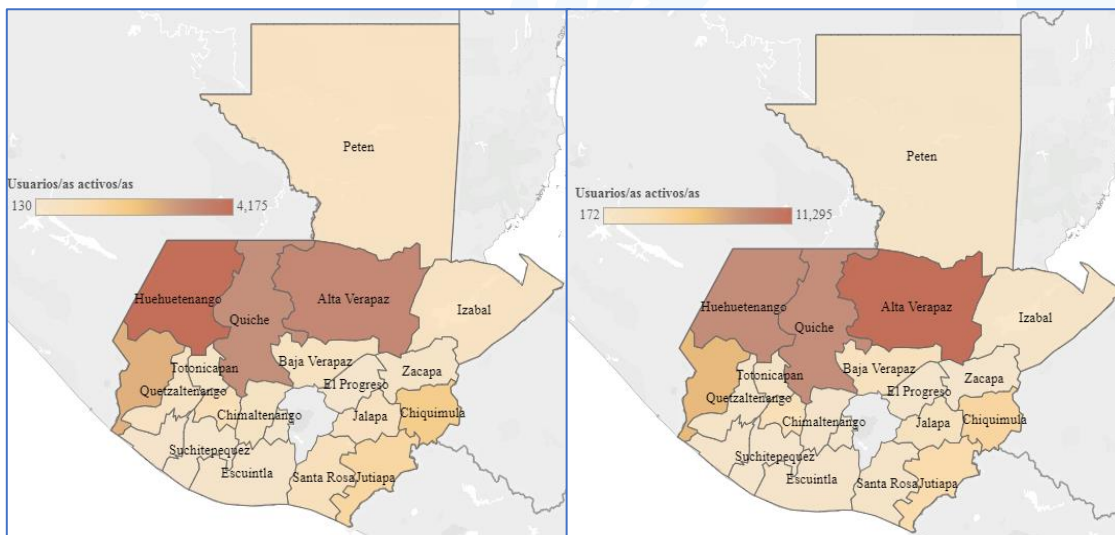 Peten
Usuarios/as activos/as
130 4,175
Huehuetenango
Alta Verapaz
Quiche
Izabal
Baja Verapaz
Totonicapan
El Progreso
Zacapa
Quetzaltenango
Chimaltenango
Jalapa
Chiquimula
Suchitepequez
Escuintla
Santa Rosa
Jutiapa
Peten
Usuarios/as activos/as
172 11,295
Huehuetenango
Alta Verapaz
Quiche
Izabal
Baja Verapaz
Totonicapan
El Progreso
Zacapa
Quetzaltenango
Chimaltenango
Jalapa
Chiquimula
Suchitepequez
Escuintla
Santa Rosa
Jutiapa